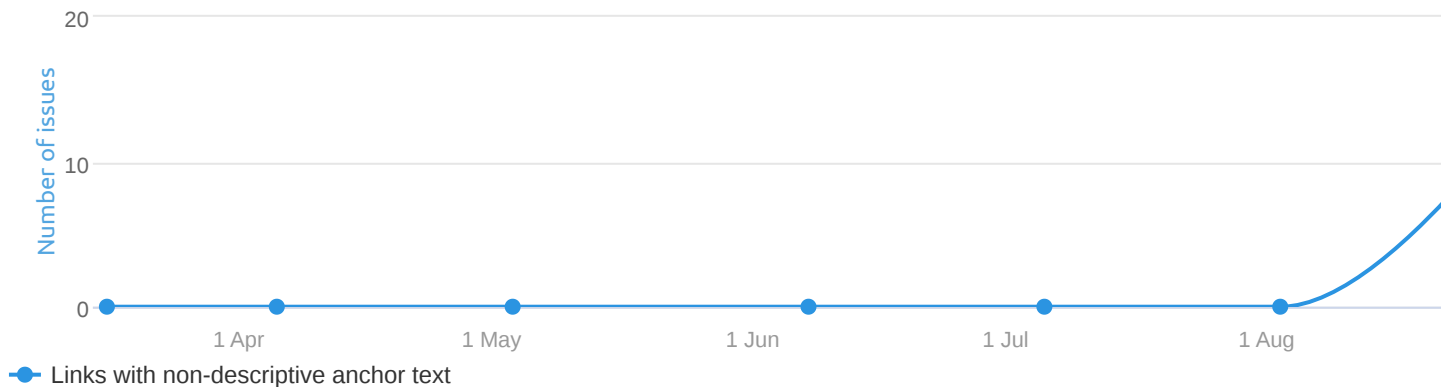 20
Number of issues
10
0
1 Apr 1 May 1 Jun 1 Jul 1 Aug
Links with non-descriptive anchor text